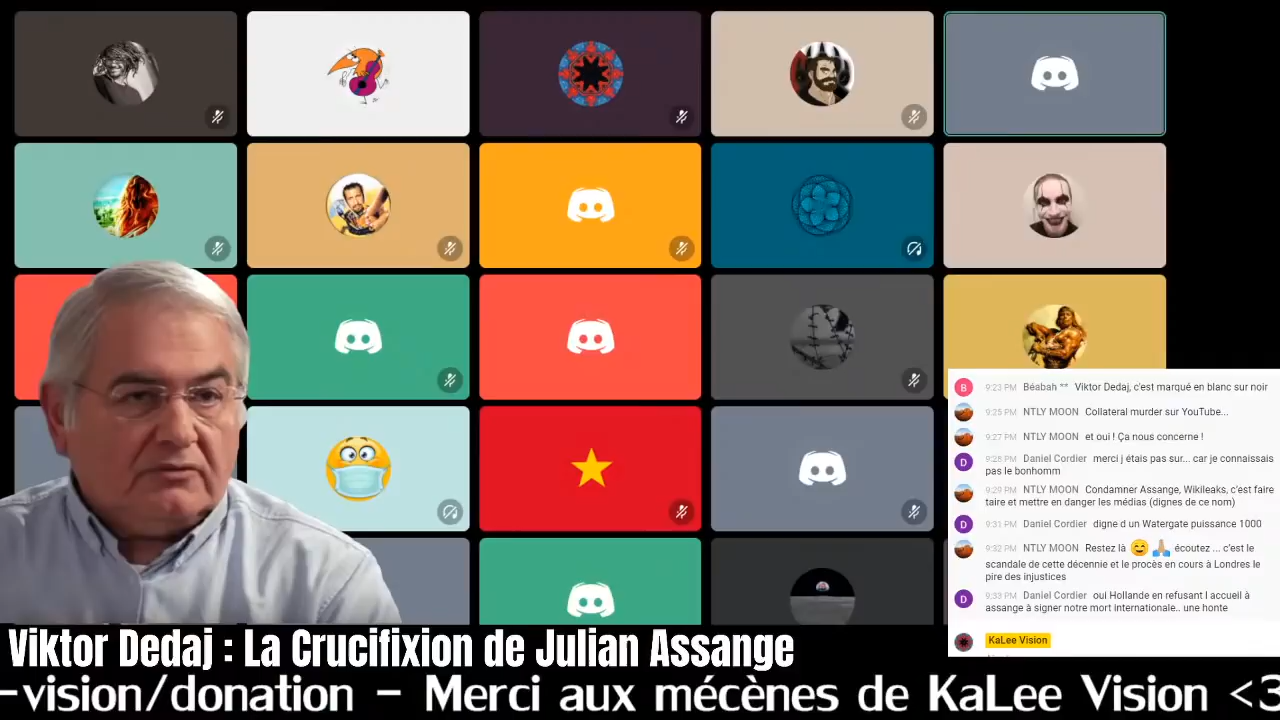 B 9:23 PM Béabah ** Viktor Dedaj, c'est marqué en blanc sur noir
9:25 PM NTLY MOON Collateral murder sur YouTube...
9:27 PM NTLY MOON et oui ! Ça nous concerne !
D 9:28 PM Daniel Cordier merci j étais pas sur... car je connaissais
pas le bonhomm
9:29 PM NTLY MOON Condamner Assange, Wikileaks, c'est faire
taire et mettre en danger les médias (dignes de ce nom)
D 9:31 PM Daniel Cordier digne d un Watergate puissance 1000
9:32 PM NTLY MOON Restez là 😊 🙏🏼 écoutez ... c'est le
scandale de cette décennie et le procès en cours à Londres le
pire des injustices
D 9:33 PM Daniel Cordier oui Hollande en refusant l accueil à
assange à signer notre mort internationale.. une honte
KaLee Vision
Viktor Dedaj : La Crucifixion de Julian Assange
-vision/donation - Merci aux mécènes de KaLee Vision <3